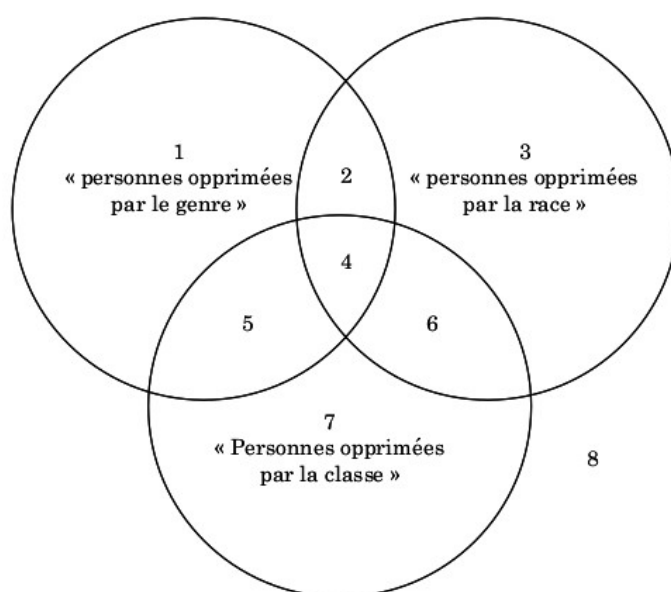 1
« personnes opprimées
par le genre »
2
3
« personnes opprimées
par la race »
4
5
6
7
« Personnes opprimées
par la classe »
8